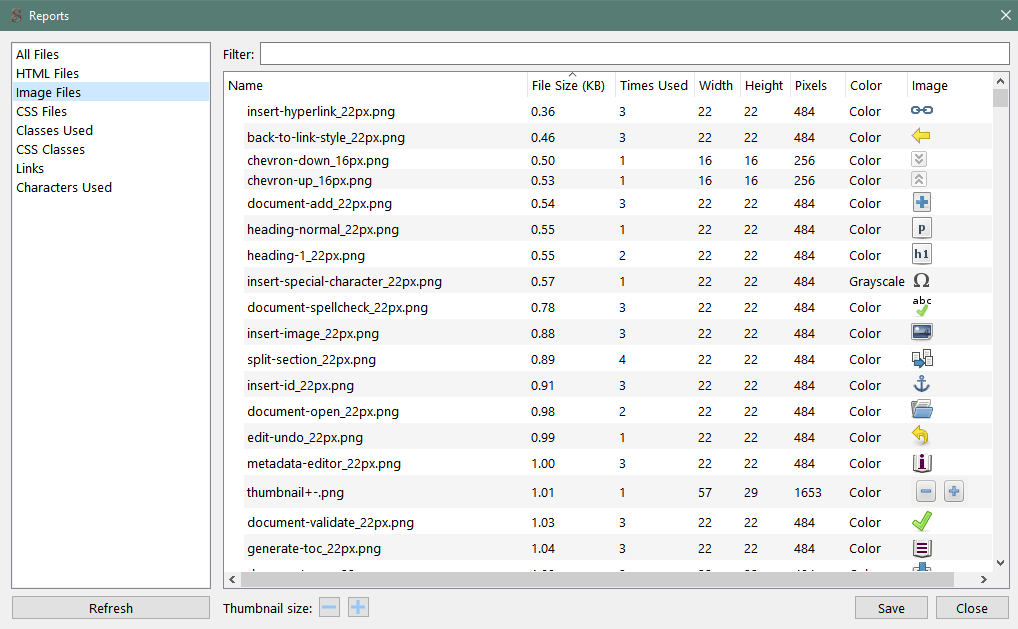 Reports
All Files
HTML Files
Image Files
CSS Files
Classes Used
CSS Classes
Links
Characters Used
Filter:
Name File Size (KB) Times Used Width Height Pixels Color Image
insert-hyperlink_22px.png 0.36 3 22 22 484 Color
back-to-link-style_22px.png 0.46 3 22 22 484 Color
chevron-down_16px.png 0.50 1 16 16 256 Color
chevron-up_16px.png 0.53 1 16 16 256 Color
document-add_22px.png 0.54 3 22 22 484 Color
heading-normal_22px.png 0.55 1 22 22 484 Color p
heading-1_22px.png 0.55 2 22 22 484 Color h1
insert-special-character_22px.png 0.57 1 22 22 484 Grayscale Ω
document-spellcheck_22px.png 0.78 3 22 22 484 Color abc
insert-image_22px.png 0.88 3 22 22 484 Color
split-section_22px.png 0.89 4 22 22 484 Color
insert-id_22px.png 0.91 3 22 22 484 Color
document-open_22px.png 0.98 2 22 22 484 Color
edit-undo_22px.png 0.99 1 22 22 484 Color
metadata-editor_22px.png 1.00 3 22 22 484 Color i
thumbnail+-.png 1.01 1 57 29 1653 Color
document-validate_22px.png 1.03 3 22 22 484 Color
generate-toc_22px.png 1.04 3 22 22 484 Color
Refresh
Thumbnail size:
Save
Close